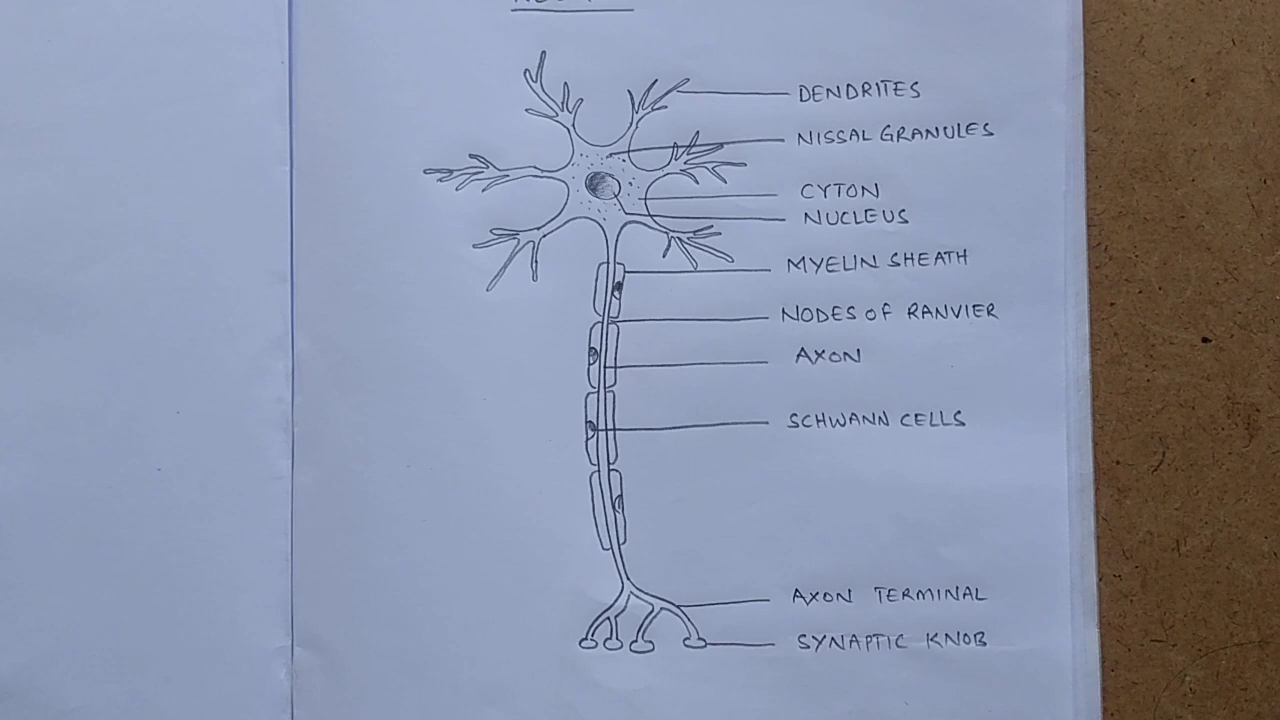 DENDRITES
NISSAL GRANULES
CYTON
NUCLEUS
MYELIN SHEATH
NODES OF RANVIER
AXON
SCHWANN CELLS
AXON TERMINAL
SYNAPTIC KNOB